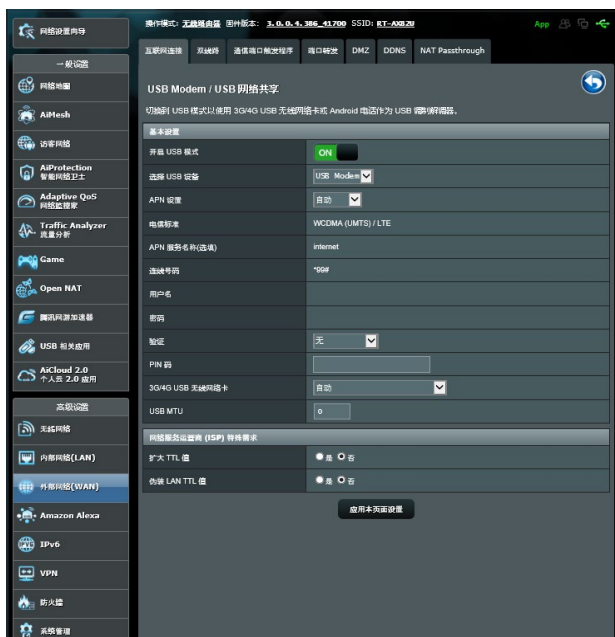 操作模式: 无线路由器 固件版本: 3.0.0.4.386_41700 SSID: RT-AX82U
App
网络设置向导
一般设置
网络地图
AiMesh
访客网络
AiProtection
智能网络卫士
Adaptive QoS
网络监控家
Traffic Analyzer
流量分析
Game
Open NAT
腾讯网游加速器
USB 相关应用
AiCloud 2.0
个人云 2.0 应用
高级设置
无线网络
内部网络(LAN)
外部网络(WAN)
Amazon Alexa
IPv6
VPN
防火墙
系统管理
互联网连接 双线路 通信端口触发程序 端口转发 DMZ DDNS NAT Passthrough
USB Modem / USB 网络共享
切换到 USB 模式以使用 3G/4G USB 无线网络卡或 Android 电话作为 USB 调制解调器。
基本设置
开启 USB 模式 ON
选择 USB 设备 USB Modem
APN 设置 自动
电信标准 WCDMA (UMTS) / LTE
APN 服务名称(选填) internet
连线号码 *99#
用户名
密码
验证 无
PIN 码
3G/4G USB 无线网络卡 自动
USB MTU 0
网络服务运营商 (ISP) 特殊需求
扩大 TTL 值 是 否
伪装 LAN TTL 值 是 否
应用本页面设置